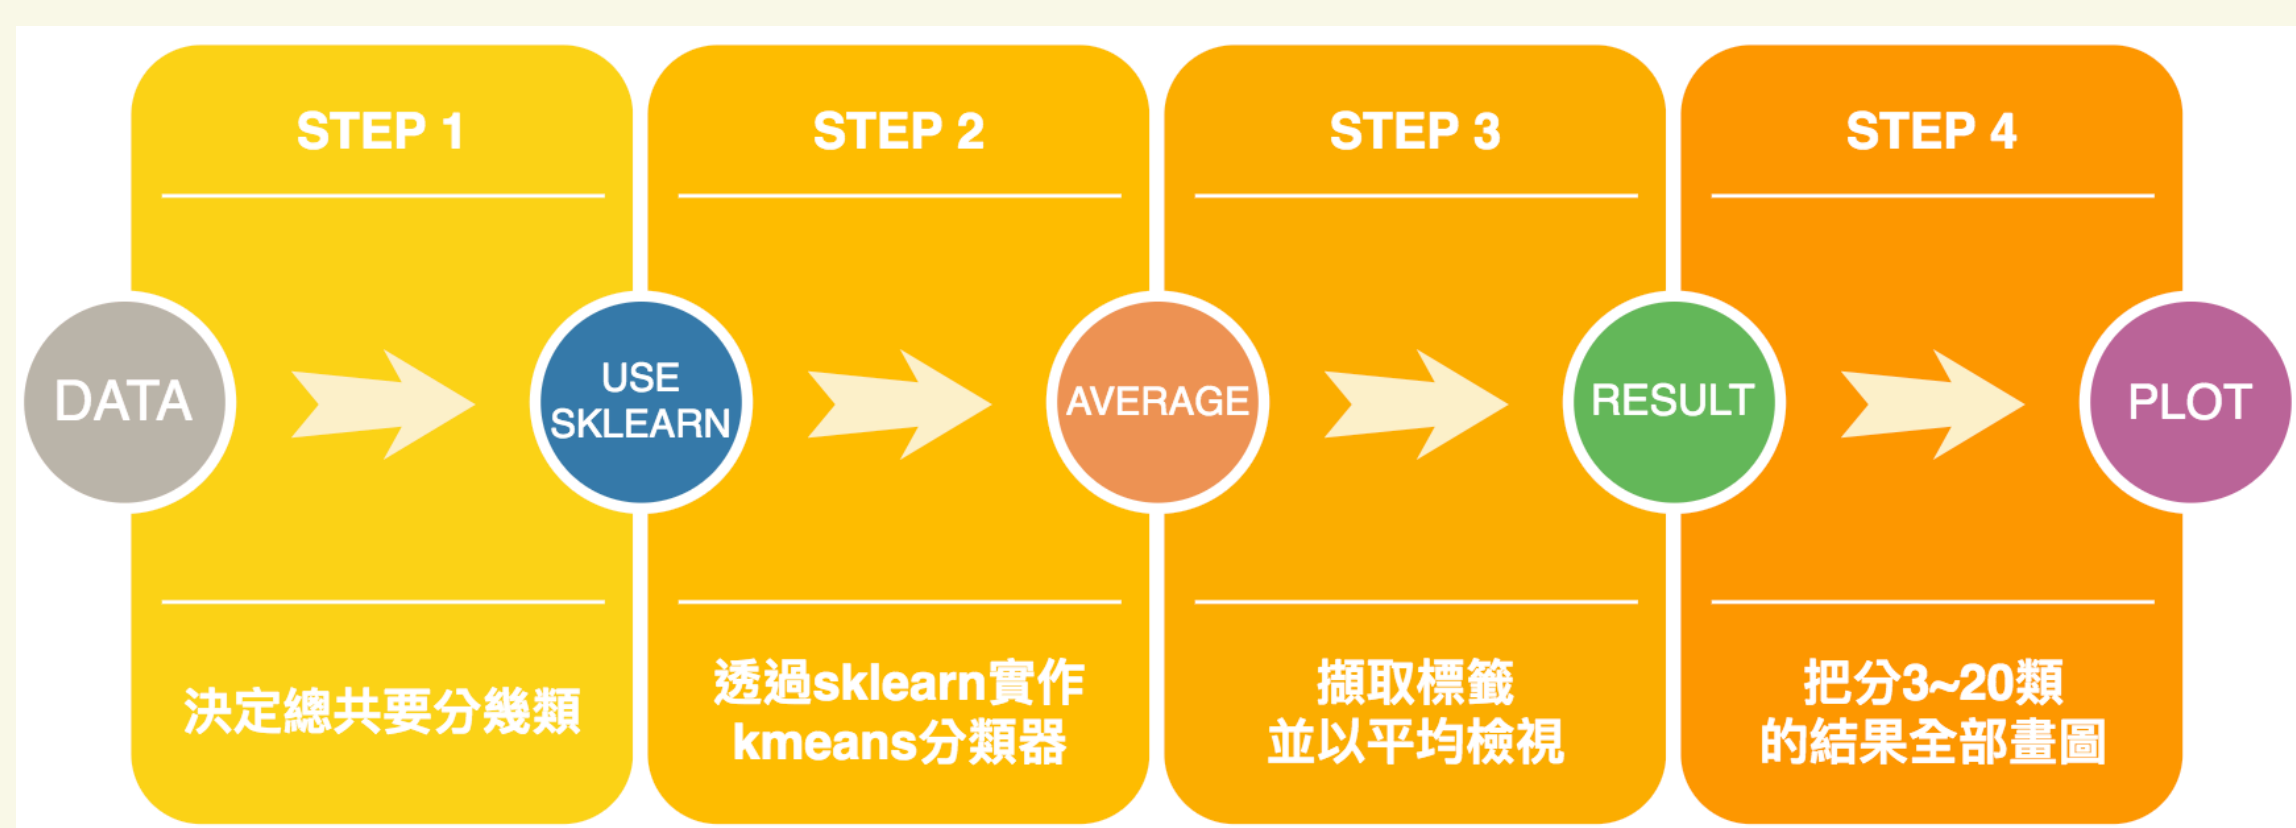 STEP 1
STEP 2
STEP 3
STEP 4
DATA
USE
SKLEARN
AVERAGE
RESULT
PLOT
決定總共要分幾類
透過sklearn實作
kmeans分類器
擷取標籤
並以平均檢視
把分3~20類
的結果全部畫圖